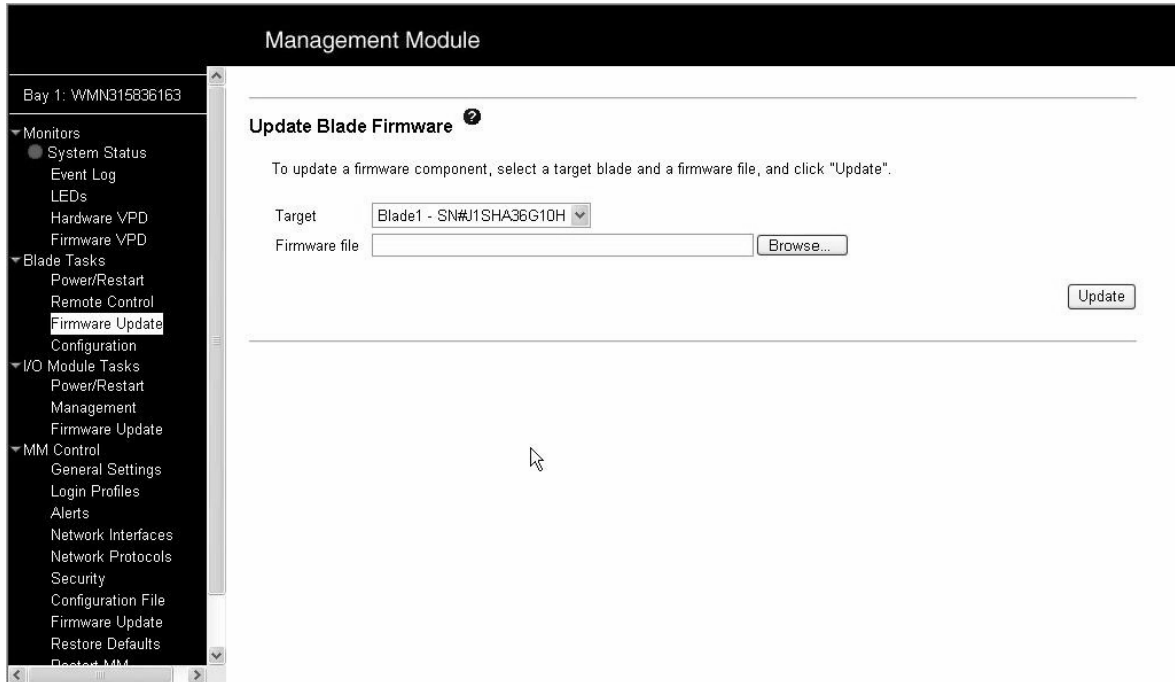 Management Module
Bay 1: WMN315836163
Monitors
System Status
Event Log
LEDs
Hardware VPD
Firmware VPD
Blade Tasks
Power/Restart
Remote Control
Firmware Update
Configuration
I/O Module Tasks
Power/Restart
Management
Firmware Update
MM Control
General Settings
Login Profiles
Alerts
Network Interfaces
Network Protocols
Security
Configuration File
Firmware Update
Restore Defaults
Restart MM
Update Blade Firmware ?
To update a firmware component, select a target blade and a firmware file, and click "Update".
Target Blade1 - SN#J1SHA36G10H
Firmware file Browse...
Update